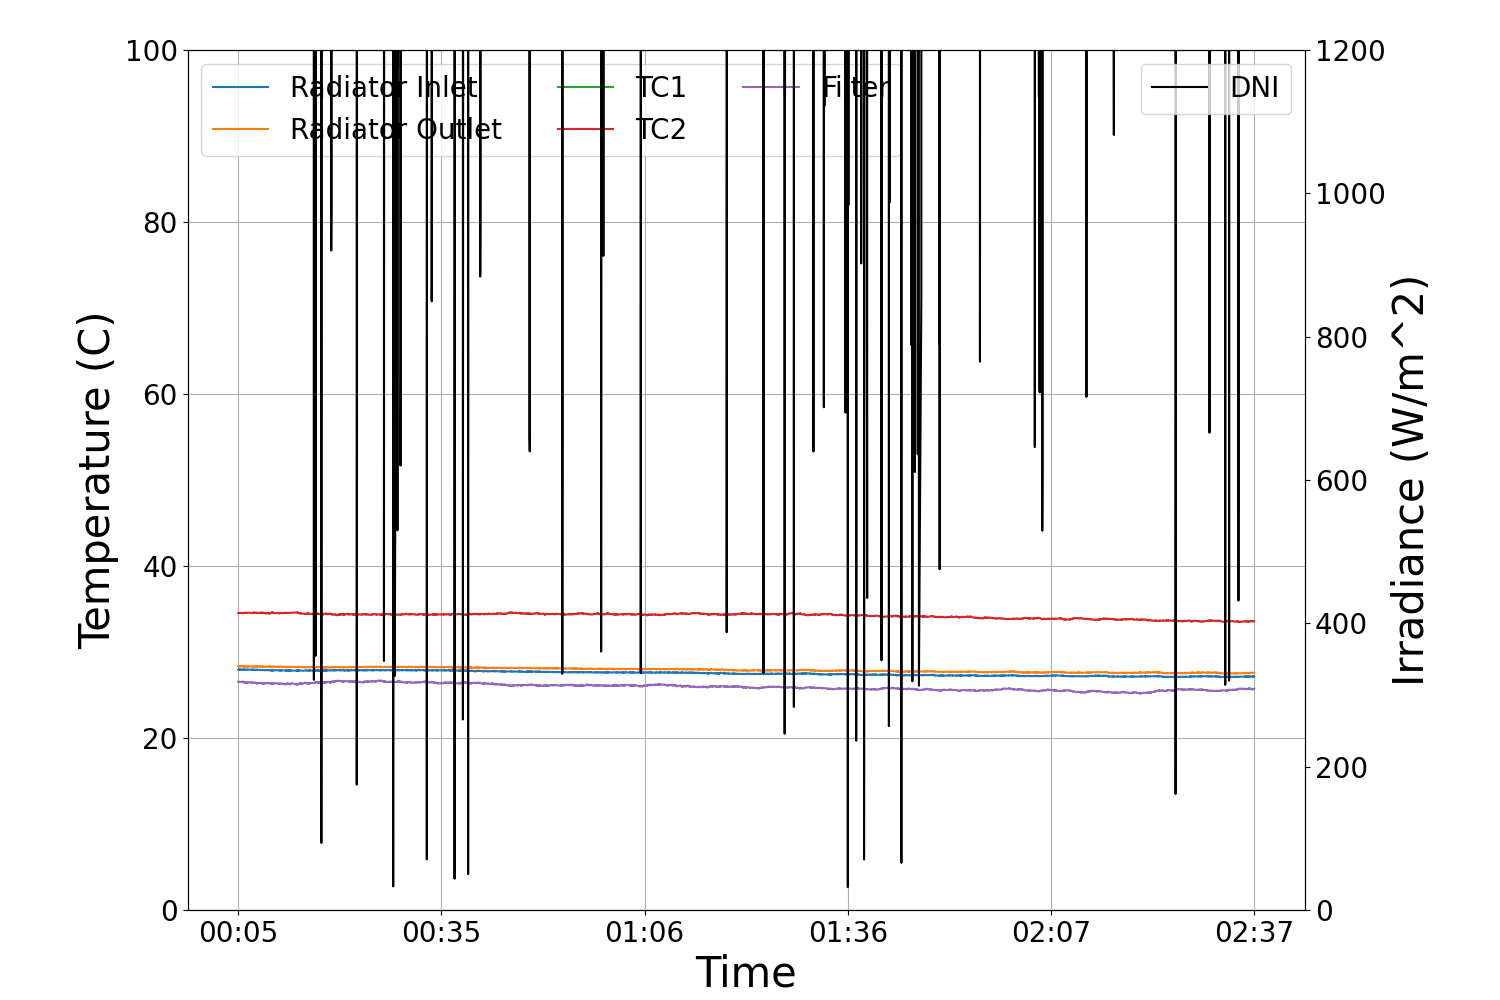 100
80
60
40
20
0
Temperature (C)
Radiator Inlet
Radiator Outlet
TC1
TC2
Filter
DNI
1200
1000
800
600
400
200
0
Irradiance (W/m^2)
00:05 00:35 01:06 01:36 02:07 02:37
Time